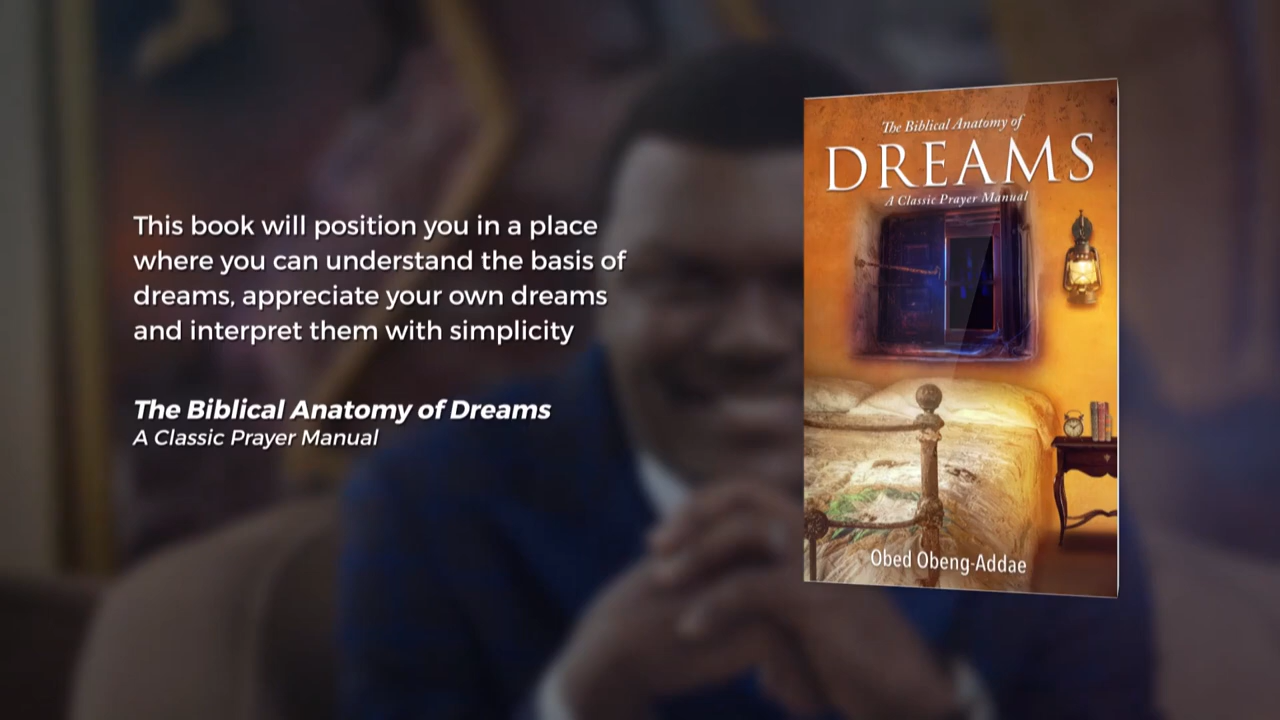 This book will position you in a place
where you can understand the basis of
dreams, appreciate your own dreams
and interpret them with simplicity
The Biblical Anatomy of Dreams
A Classic Prayer Manual
The Biblical Anatomy of
DREAMS
A Classic Prayer Manual
Obed Obeng-Addae